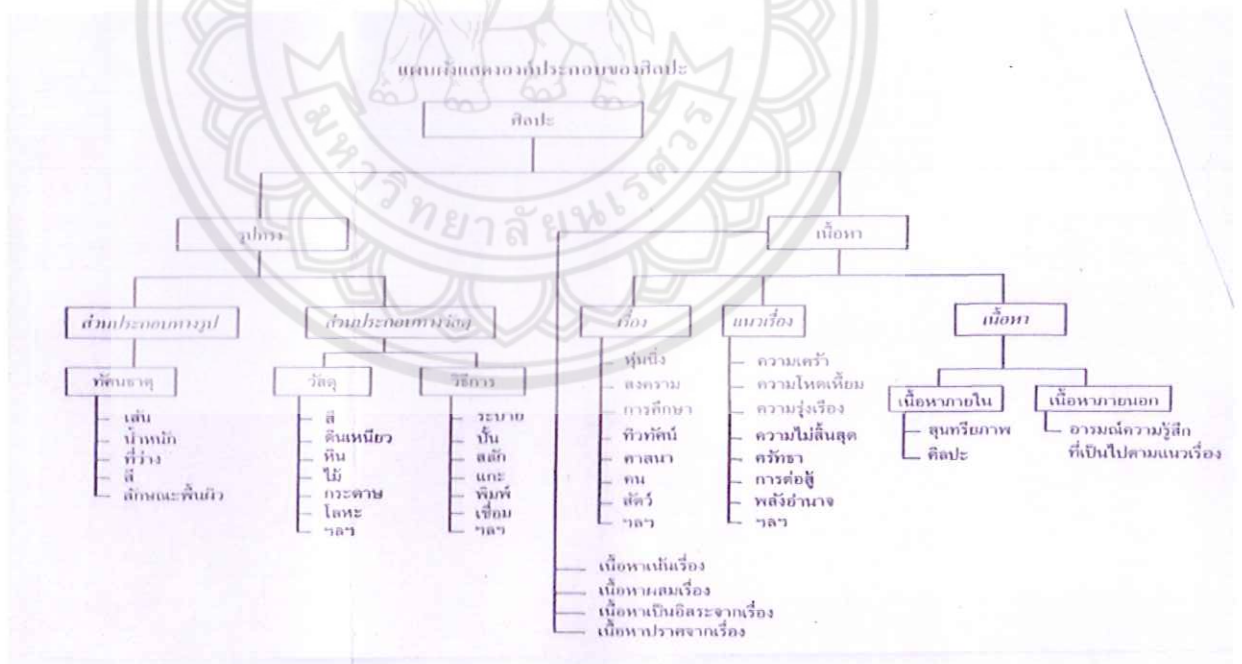 แผนผังแสดงองค์ประกอบของศิลปะ
ศิลปะ
มหาวิทยาลัยนเรศวร
รูปทรง
เนื้อหา
ส่วนประกอบทางรูป
ส่วนประกอบทางวัสดุ
เรื่อง
แนวเรื่อง
เนื้อหา
ทัศนธาตุ
วัสดุ
วิธีการ
เส้น
น้ำหนัก
ที่ว่าง
สี
ลักษณะพื้นผิว
สี
ดินเหนียว
หิน
ไม้
กระดาษ
โลหะ
ฯลฯ
ระบาย
ปั้น
สลัก
แกะ
พิมพ์
เชื่อม
ฯลฯ
หุ่นนิ่ง
สงคราม
การศึกษา
ทิวทัศน์
ศาสนา
คน
สัตว์
ฯลฯ
ความเศร้า
ความโหดเหี้ยม
ความรุ่งเรือง
ความไม่สิ้นสุด
ศรัทธา
การต่อสู้
พลังอำนาจ
ฯลฯ
เนื้อหาภายใน
เนื้อหาภายนอก
สุนทรียภาพ
ศิลปะ
อารมณ์ความรู้สึก
ที่เป็นไปตามแนวเรื่อง
เนื้อหาเน้นเรื่อง
เนื้อหาผสมเรื่อง
เนื้อหาเป็นอิสระจากเรื่อง
เนื้อหาปราศจากเรื่อง